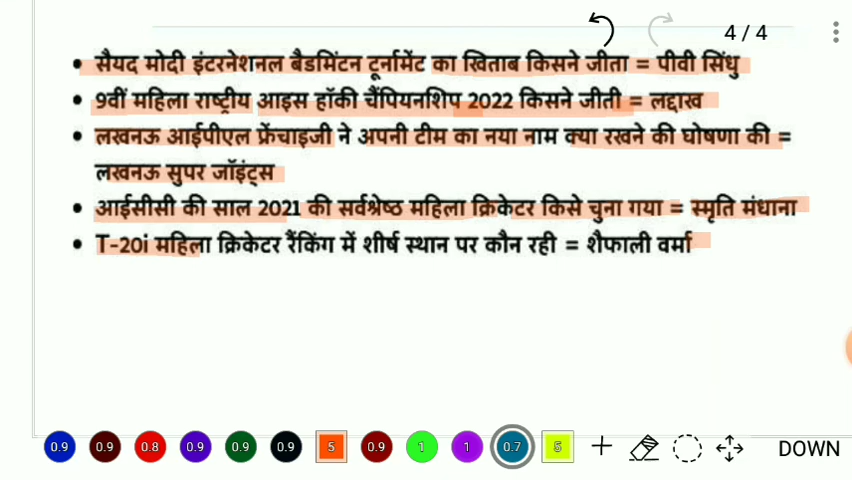 4 / 4
• सैयद मोदी इंटरनेशनल बैडमिंटन टूर्नामेंट का खिताब किसने जीता = पीवी सिंधु
• 9वीं महिला राष्ट्रीय आइस हॉकी चैंपियनशिप 2022 किसने जीती = लद्दाख
• लखनऊ आईपीएल फ्रेंचाइजी ने अपनी टीम का नया नाम क्या रखने की घोषणा की =
लखनऊ सुपर जॉइंट्स
• आईसीसी की साल 2021 की सर्वश्रेष्ठ महिला क्रिकेटर किसे चुना गया = स्मृति मंधाना
• T-20i महिला क्रिकेटर रैंकिंग में शीर्ष स्थान पर कौन रही = शैफाली वर्मा
0.9 0.9 0.8 0.9 0.9 0.9 5 0.9 1 1 0.7 5 DOWN